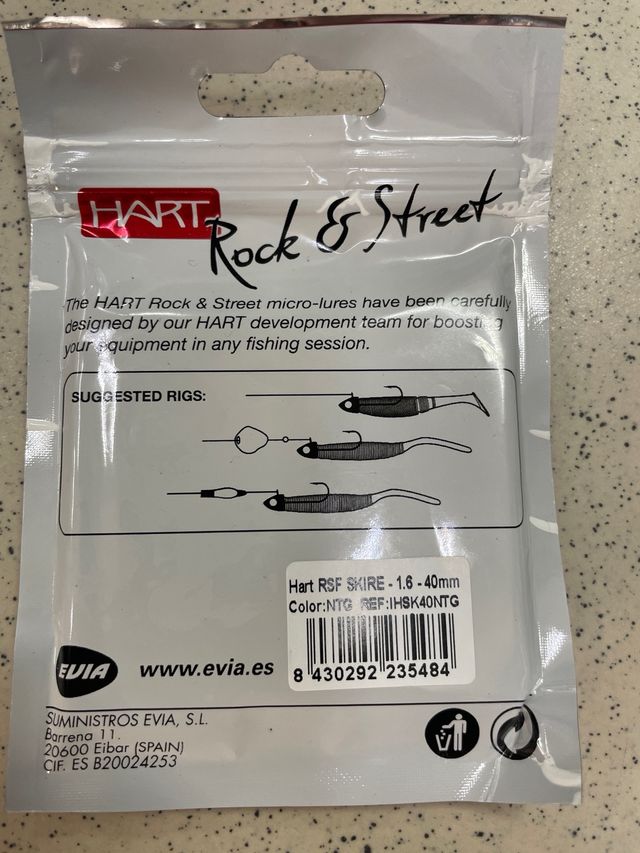 HART
Rock & Street
The HART Rock & Street micro-lures have been carefully
designed by our HART development team for boosting
your equipment in any fishing session.
SUGGESTED RIGS:
Hart RSF SKIRE - 1.6 - 40mm
Color:NTG REF:IHSK40NTG
8 430292 235484
EVIA
www.evia.es
SUMINISTROS EVIA, S.L.
Barrena 11.
20600 Eibar (SPAIN)
CIF. ES B20024253